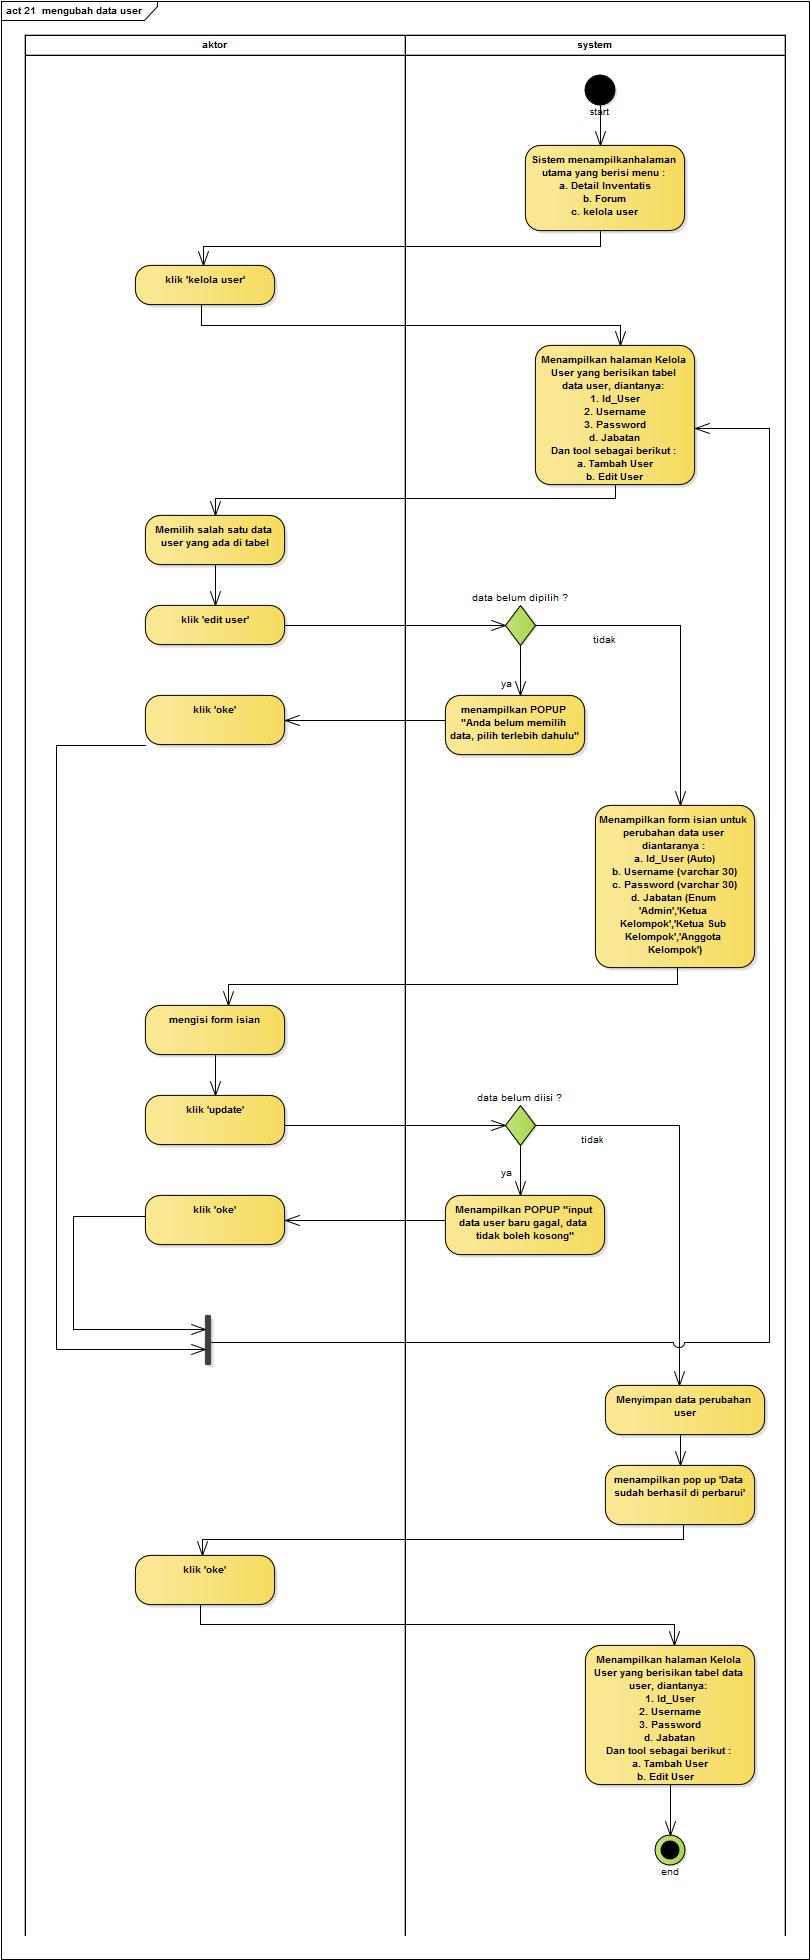 act 21 mengubah data user
aktor
system
start
Sistem menampilkanhalaman
utama yang berisi menu :
a. Detail Inventatis
b. Forum
c. kelola user
klik 'kelola user'
Menampilkan halaman Kelola
User yang berisikan tabel
data user, diantanya:
1. Id_User
2. Username
3. Password
d. Jabatan
Dan tool sebagai berikut :
a. Tambah User
b. Edit User
Memilih salah satu data
user yang ada di tabel
data belum dipilih ?
klik 'edit user'
tidak
ya
klik 'oke'
menampilkan POPUP
"Anda belum memilih
data, pilih terlebih dahulu"
Menampilkan form isian untuk
perubahan data user
diantaranya :
a. Id_User (Auto)
b. Username (varchar 30)
c. Password (varchar 30)
d. Jabatan (Enum
'Admin','Ketua
Kelompok','Ketua Sub
Kelompok','Anggota
Kelompok')
mengisi form isian
data belum diisi ?
klik 'update'
tidak
ya
klik 'oke'
Menampilkan POPUP "input
data user baru gagal, data
tidak boleh kosong"
Menyimpan data perubahan
user
menampilkan pop up 'Data
sudah berhasil di perbarui'
klik 'oke'
Menampilkan halaman Kelola
User yang berisikan tabel data
user, diantanya:
1. Id_User
2. Username
3. Password
d. Jabatan
Dan tool sebagai berikut :
a. Tambah User
b. Edit User
end